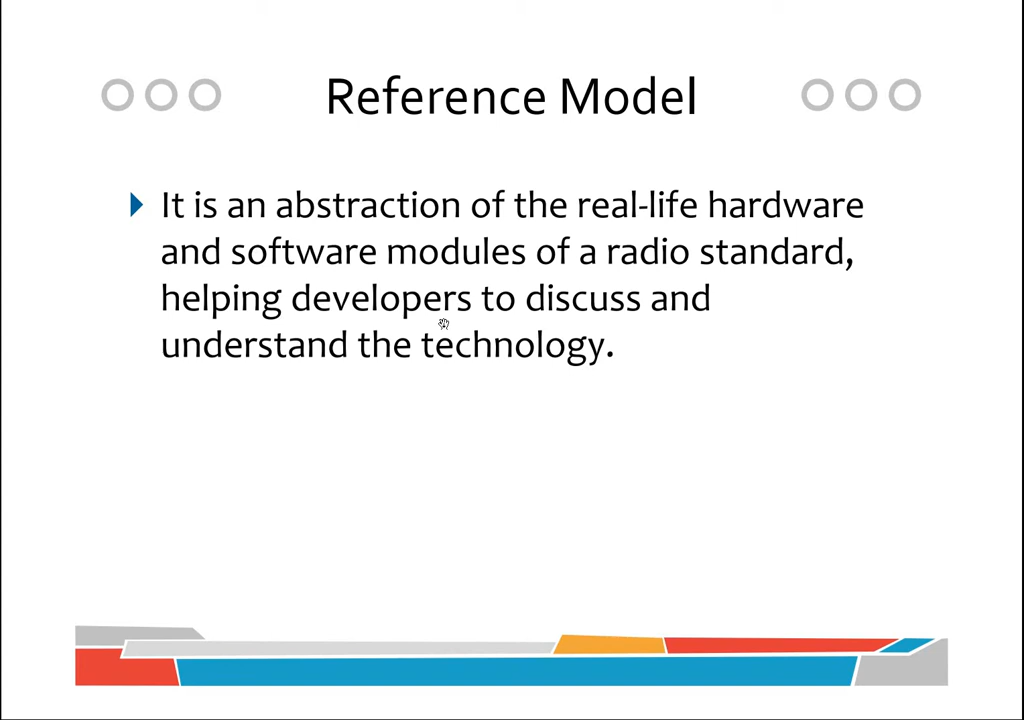 Reference Model
It is an abstraction of the real-life hardware
and software modules of a radio standard,
helping developers to discuss and
understand the technology.